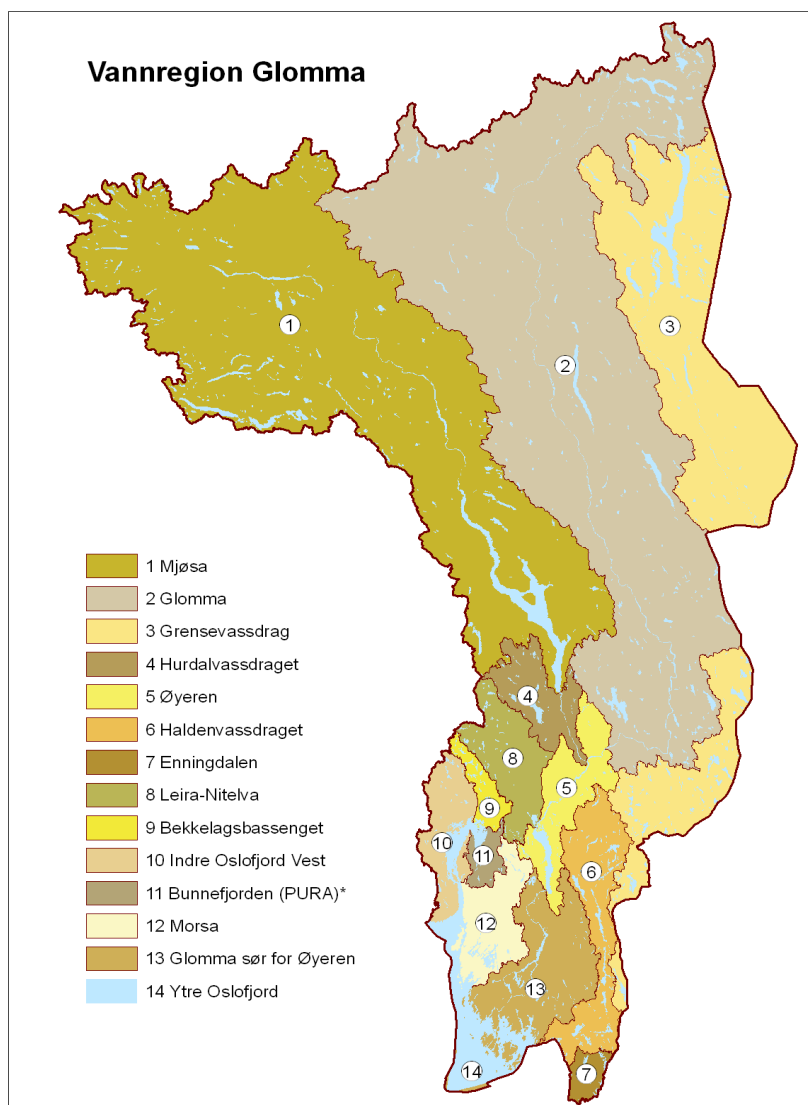 Vannregion Glomma
1
2
3
1 Mjøsa
2 Glomma
3 Grensevassdrag
4 Hurdalvassdraget
5 Øyeren
6 Haldenvassdraget
7 Enningdalen
8 Leira-Nitelva
9 Bekkelagsbassenget
10 Indre Oslofjord Vest
11 Bunnefjorden (PURA)*
12 Morsa
13 Glomma sør for Øyeren
14 Ytre Oslofjord
4
8
5
9
10
11
6
12
13
14
7